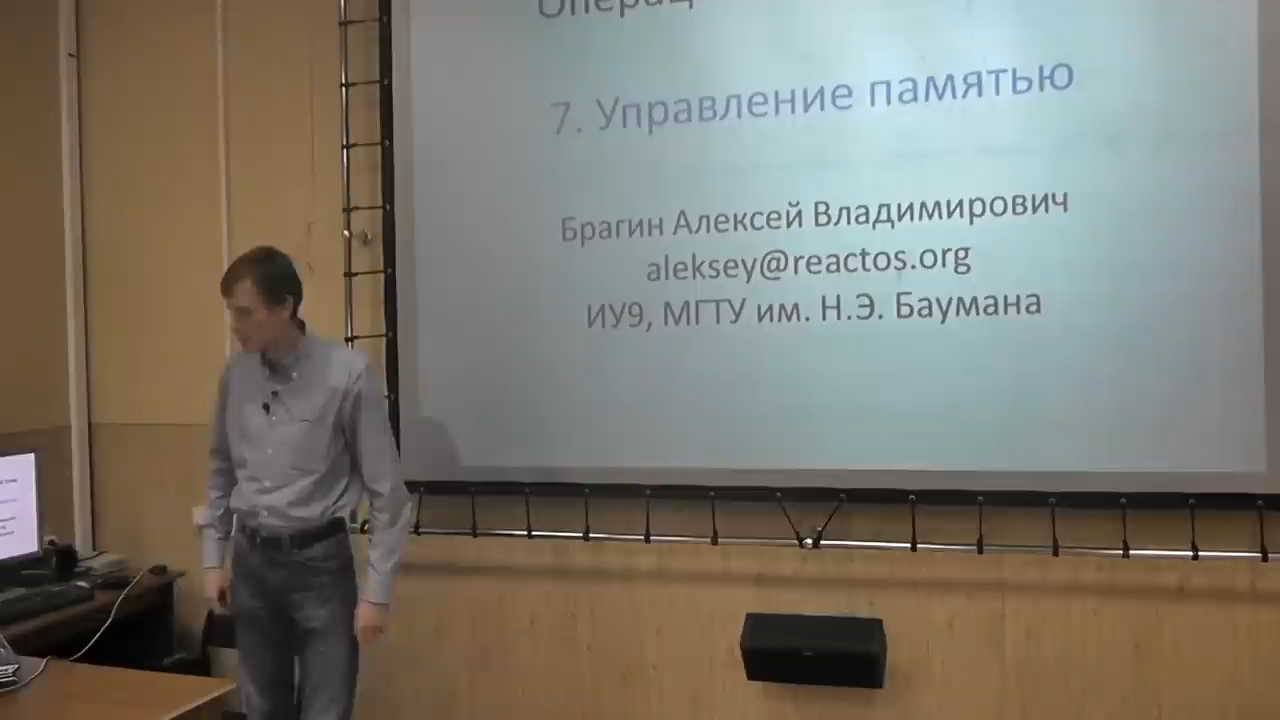 7. Управление памятью
Брагин Алексей Владимирович
aleksey@reactos.org
ИУ9, МГТУ им. Н.Э. Баумана